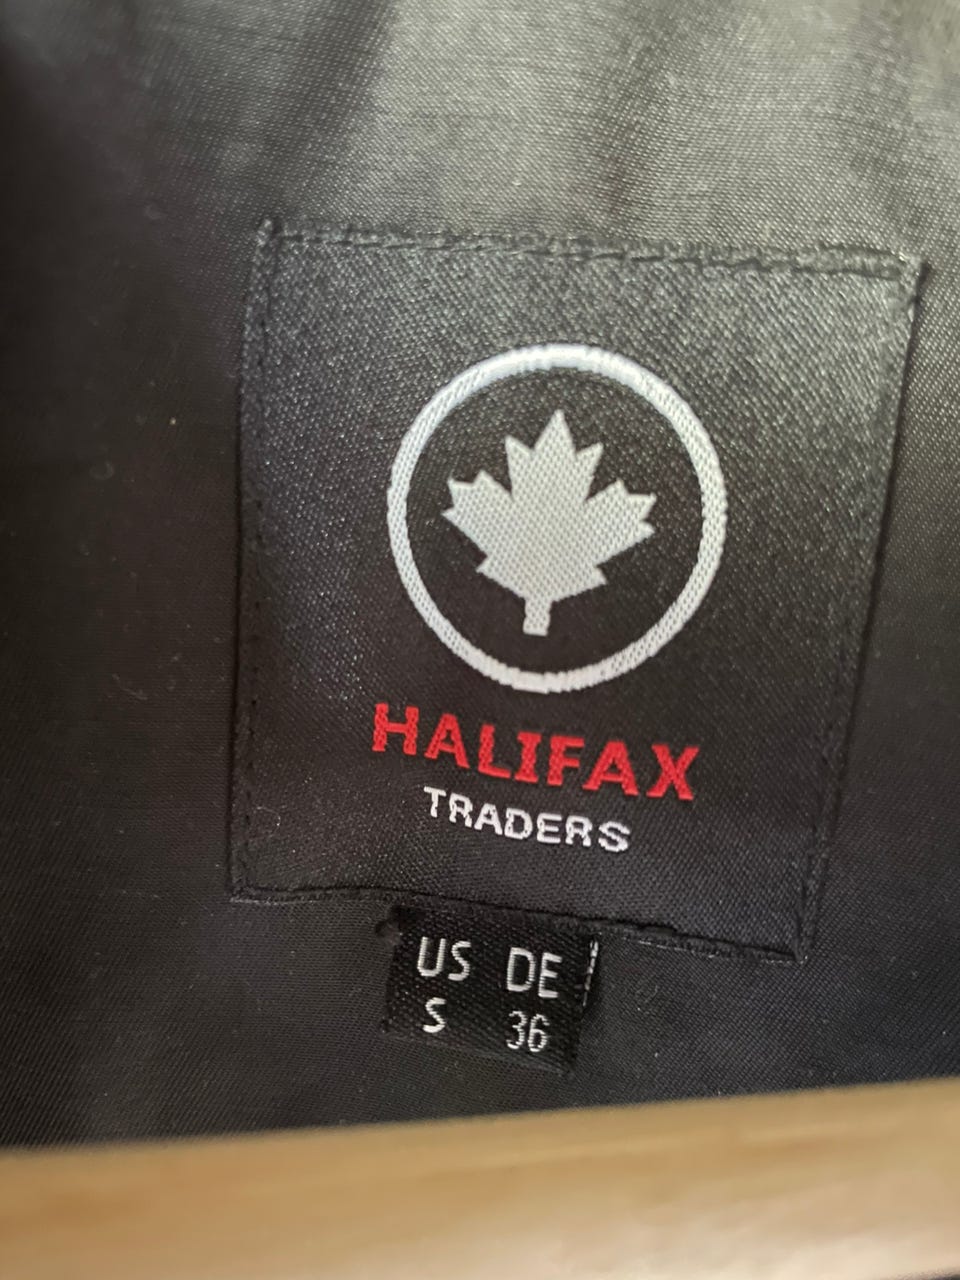 HALIFAX
TRADERS
US DE
S 36